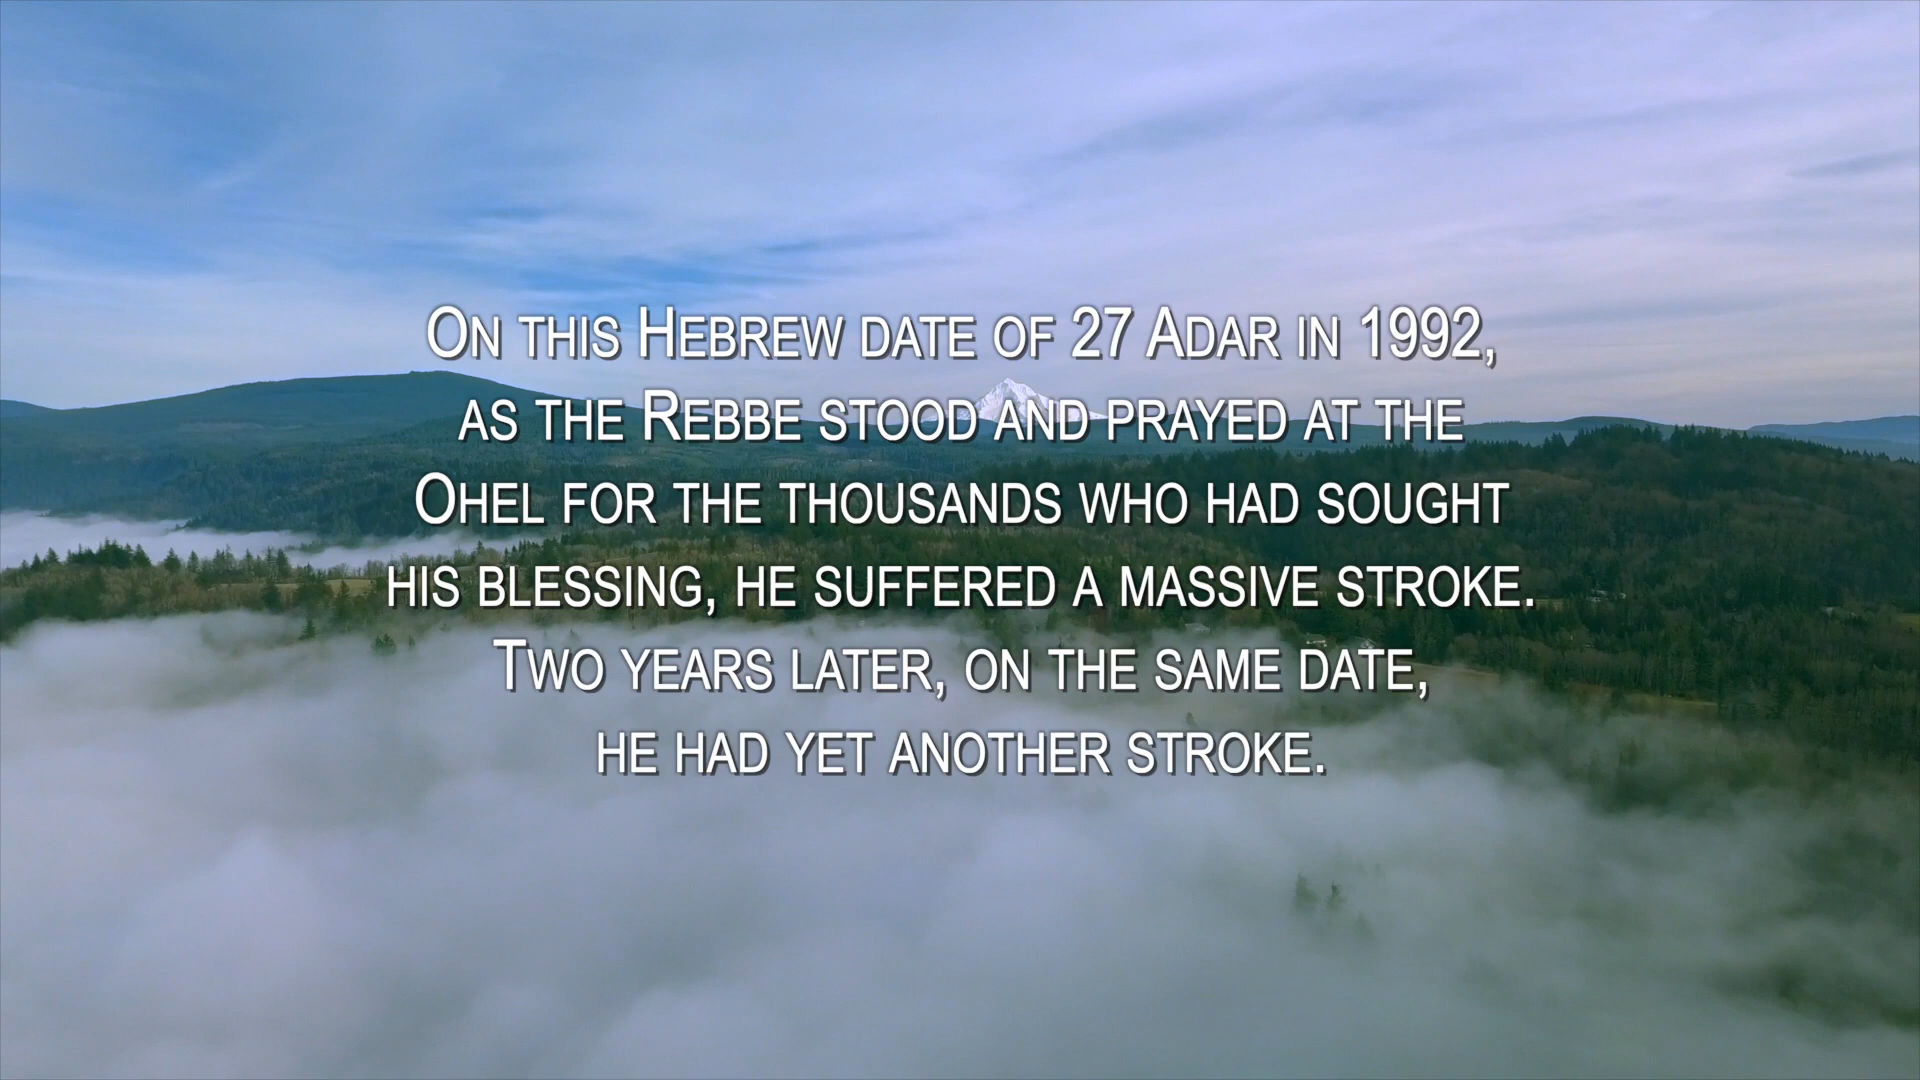 On this Hebrew date of 27 Adar in 1992,
as the Rebbe stood and prayed at the
Ohel for the thousands who had sought
his blessing, he suffered a massive stroke.
Two years later, on the same date,
he had yet another stroke.